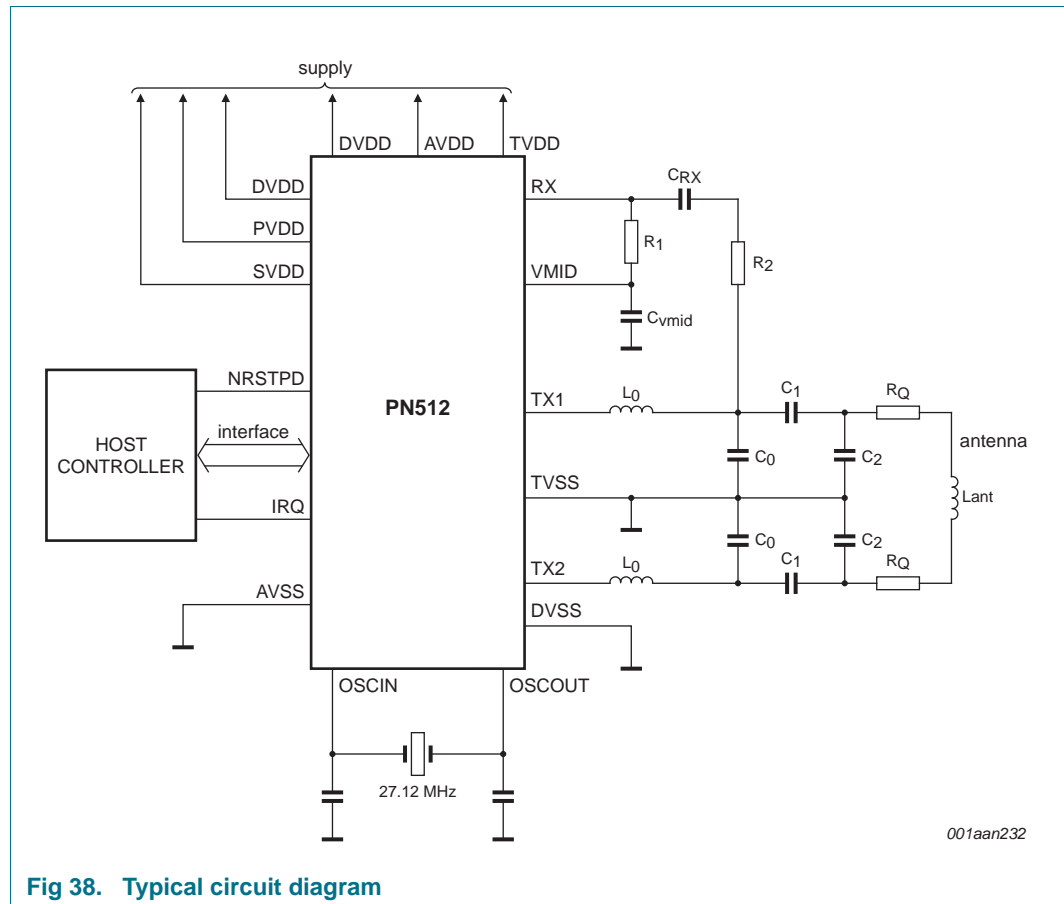 supply
DVDD AVDD TVDD
DVDD
PVDD
SVDD
RX
VMID
CRX
R1
R2
Cvmid
HOST
CONTROLLER
NRSTPD
interface
IRQ
PN512
TX1
L0
C1
RQ
antenna
C0
C2
Lant
TVSS
C0
C2
TX2
L0
C1
RQ
AVSS
DVSS
OSCIN
OSCOUT
27.12 MHz
001aan232
Fig 38. Typical circuit diagram